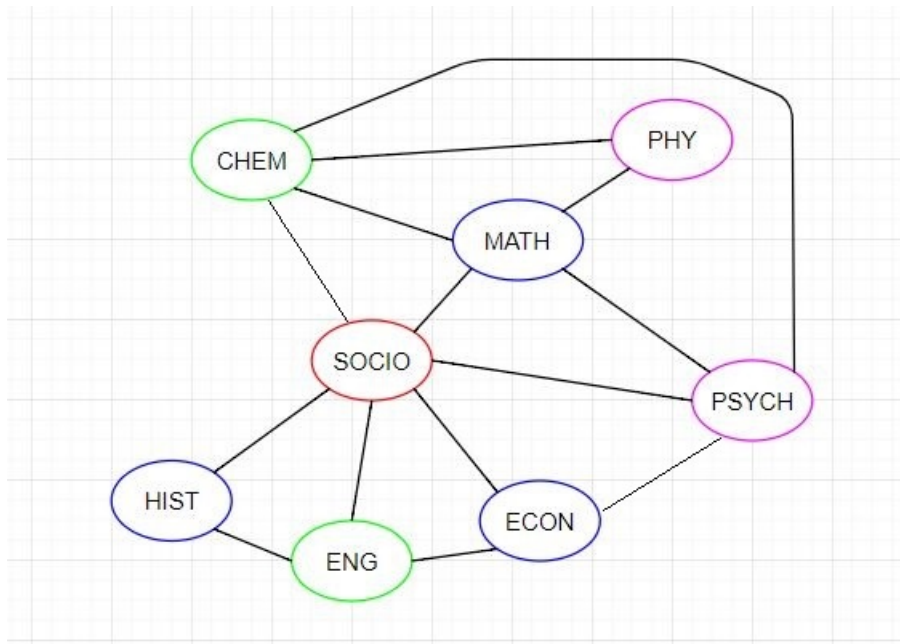 CHEM
PHY
MATH
SOCIO
PSYCH
HIST
ECON
ENG